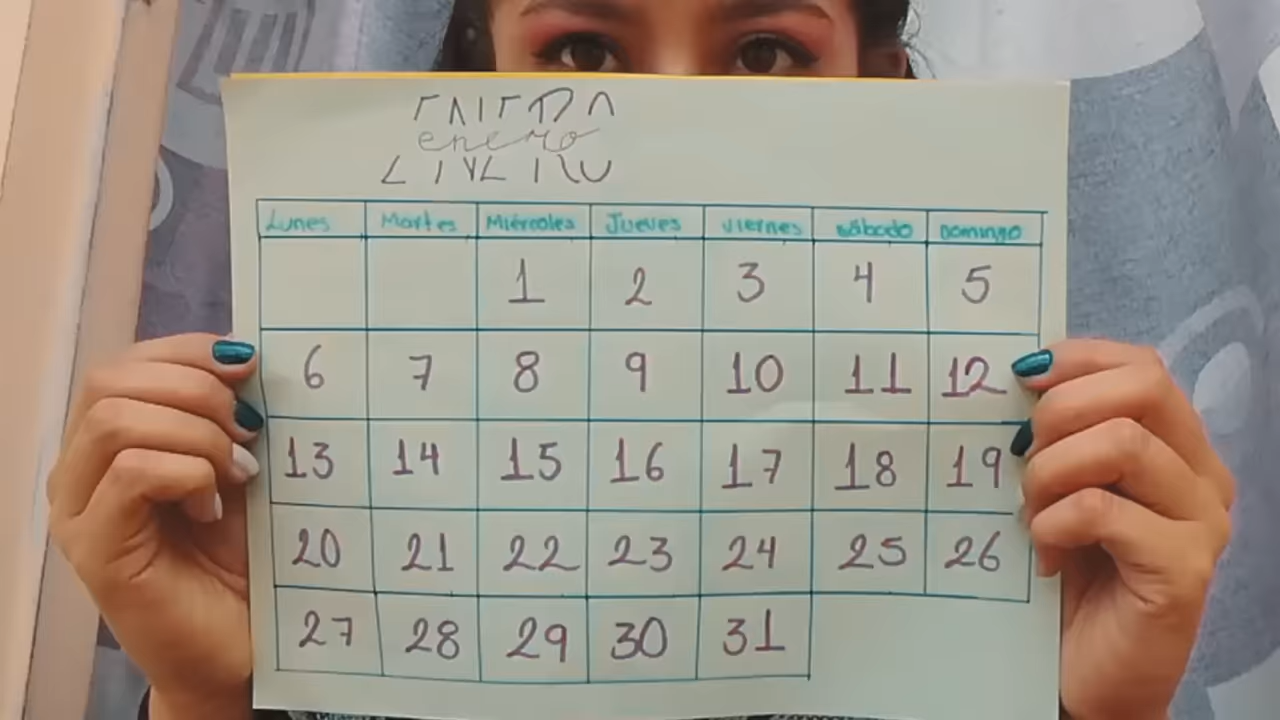 enero
Lunes Martes Miércoles Jueves Viernes sábado Domingo
1 2 3 4 5
6 7 8 9 10 11 12
13 14 15 16 17 18 19
20 21 22 23 24 25 26
27 28 29 30 31